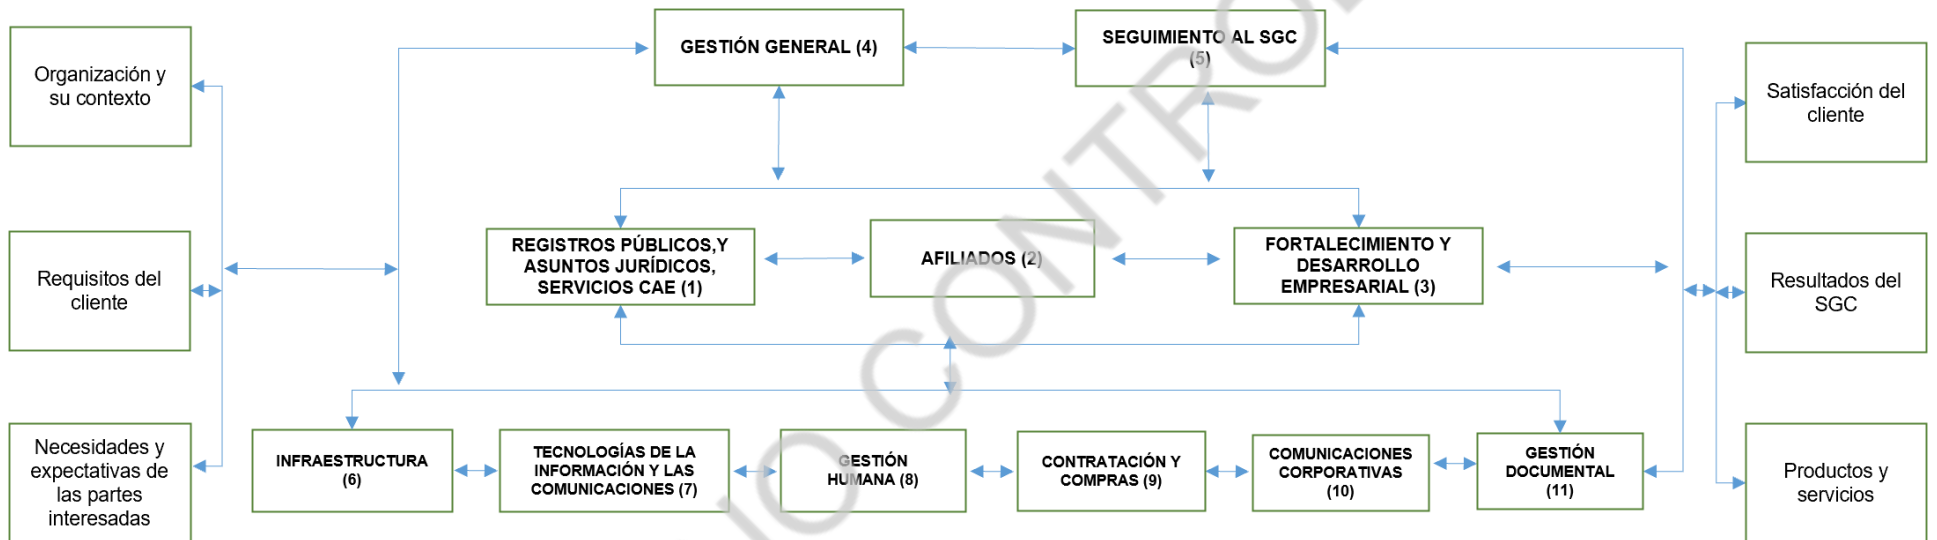 Organización y
su contexto
Requisitos del
cliente
Necesidades y
expectativas de
las partes
interesadas
GESTIÓN GENERAL (4)
SEGUIMIENTO AL SGC
(5)
REGISTROS PÚBLICOS,Y
ASUNTOS JURÍDICOS,
SERVICIOS CAE (1)
AFILIADOS (2)
FORTALECIMIENTO Y
DESARROLLO
EMPRESARIAL (3)
INFRAESTRUCTURA
(6)
TECNOLOGÍAS DE LA
INFORMACIÓN Y LAS
COMUNICACIONES (7)
GESTIÓN
HUMANA (8)
CONTRATACIÓN Y
COMPRAS (9)
COMUNICACIONES
CORPORATIVAS
(10)
GESTIÓN
DOCUMENTAL
(11)
Satisfacción del
cliente
Resultados del
SGC
Productos y
servicios